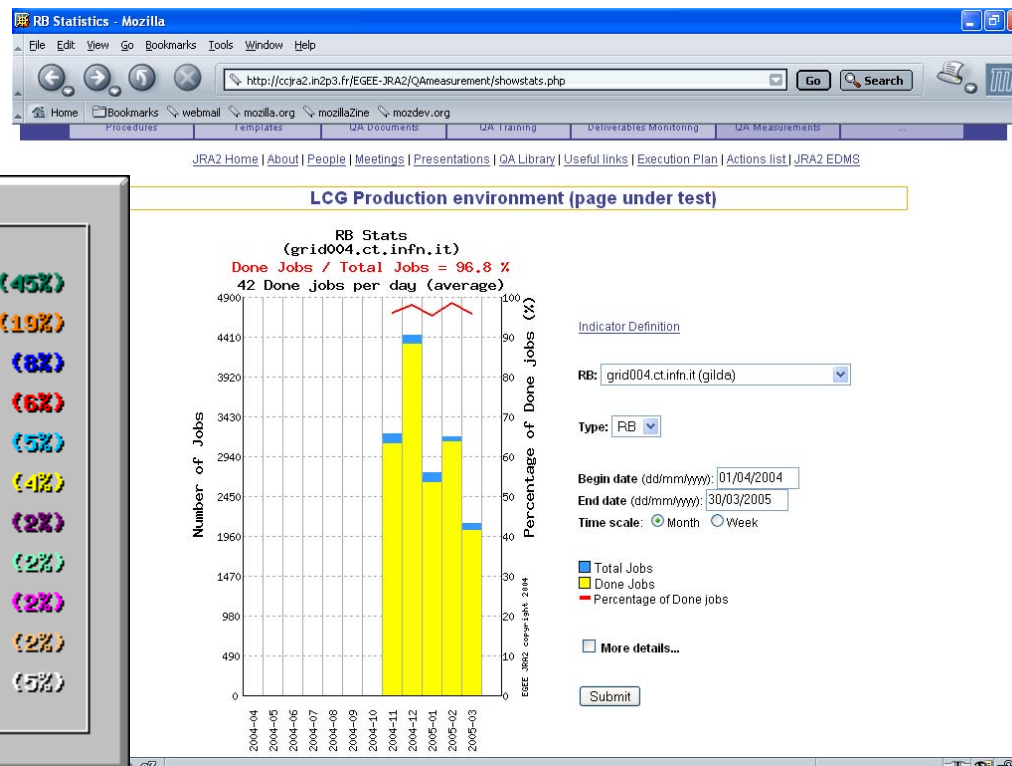 RB Statistics - Mozilla
File Edit View Go Bookmarks Tools Window Help
http://ccjra2.in2p3.fr/EGEE-JRA2/QAmeasurement/showstats.php
Go
Search
Home Bookmarks webmail mozilla.org mozillaZine mozdev.org
Procedures Templates QA Documents QA Training Deliverables Monitoring QA Measurements ...
JRA2 Home | About | People | Meetings | Presentations | QA Library | Useful links | Execution Plan | Actions list | JRA2 EDMS
LCG Production environment (page under test)
(45%)
(19%)
(8%)
(6%)
(5%)
(4%)
(2%)
(2%)
(2%)
(2%)
(5%)
RB Stats
(grid004.ct.infn.it)
Done Jobs / Total Jobs = 96.8 %
42 Done jobs per day (average)
Number of Jobs
4900
4410
3920
3430
2940
2450
1960
1470
980
490
0
100
90
80
70
60
50
40
30
20
10
0
Percentage of Done jobs (%)
EGEE JRA2 copyright 2004
2004-04
2004-05
2004-06
2004-07
2004-08
2004-09
2004-10
2004-11
2004-12
2005-01
2005-02
2005-03
Indicator Definition
RB: grid004.ct.infn.it (gilda)
Type: RB
Begin date (dd/mm/yyyy): 01/04/2004
End date (dd/mm/yyyy): 30/03/2005
Time scale: Month Week
Total Jobs
Done Jobs
Percentage of Done jobs
More details...
Submit